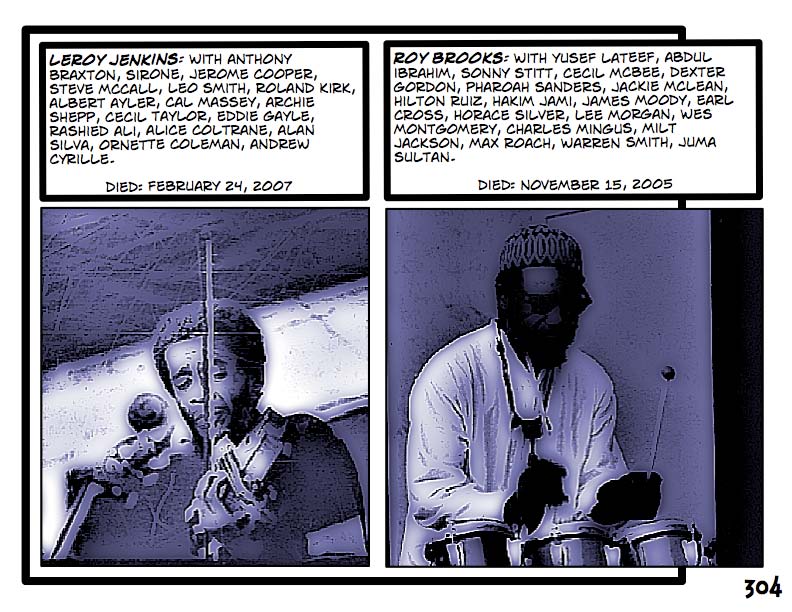 LEROY JENKINS: WITH ANTHONY
BRAXTON, SIRONE, JEROME COOPER,
STEVE MCCALL, LEO SMITH, ROLAND KIRK,
ALBERT AYLER, CAL MASSEY, ARCHIE
SHEPP, CECIL TAYLOR, EDDIE GAYLE,
RASHIED ALI, ALICE COLTRANE, ALAN
SILVA, ORNETTE COLEMAN, ANDREW
CYRILLE.
DIED: FEBRUARY 24, 2007
ROY BROOKS: WITH YUSEF LATEEF, ABDUL
IBRAHIM, SONNY STITT, CECIL MCBEE, DEXTER
GORDON, PHAROAH SANDERS, JACKIE MCLEAN,
HILTON RUIZ, HAKIM JAMI, JAMES MOODY, EARL
CROSS, HORACE SILVER, LEE MORGAN, WES
MONTGOMERY, CHARLES MINGUS, MILT
JACKSON, MAX ROACH, WARREN SMITH, JUMA
SULTAN.
DIED: NOVEMBER 15, 2005
304